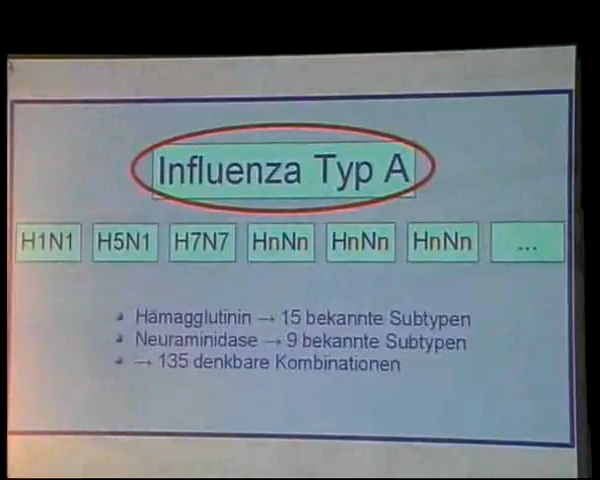 Influenza Typ A
H1N1 H5N1 H7N7 HnNn HnNn HnNn ...
Hämagglutinin → 15 bekannte Subtypen
Neuraminidase → 9 bekannte Subtypen
→ 135 denkbare Kombinationen